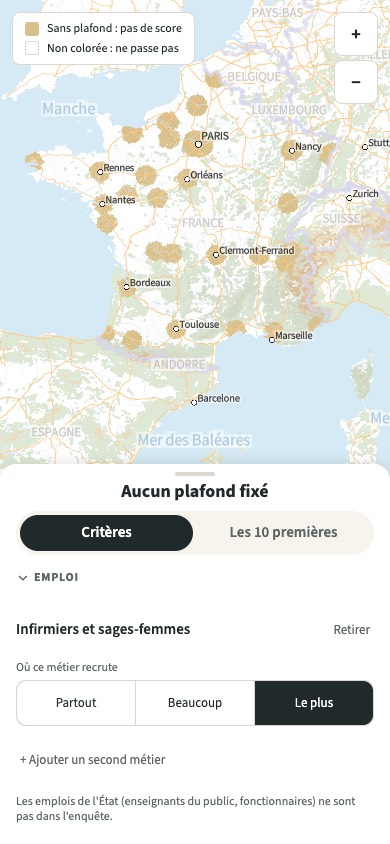 Sans plafond : pas de score
Non colorée : ne passe pas
+
−
PAYS-BAS
BELGIQUE
Manche
LUXEMBOURG
PARIS
Nancy
Stutt
Rennes
Orléans
Zurich
Nantes
SUISSE
FRANCE
Clermont-Ferrand
Bordeaux
Toulouse
Marseille
ANDORRE
Barcelone
Me
ESPAGNE
Mer des Baléares
Aucun plafond fixé
Critères
Les 10 premières
EMPLOI
Infirmiers et sages-femmes
Retirer
Où ce métier recrute
Partout
Beaucoup
Le plus
+ Ajouter un second métier
Les emplois de l'État (enseignants du public, fonctionnaires) ne sont
pas dans l'enquête.